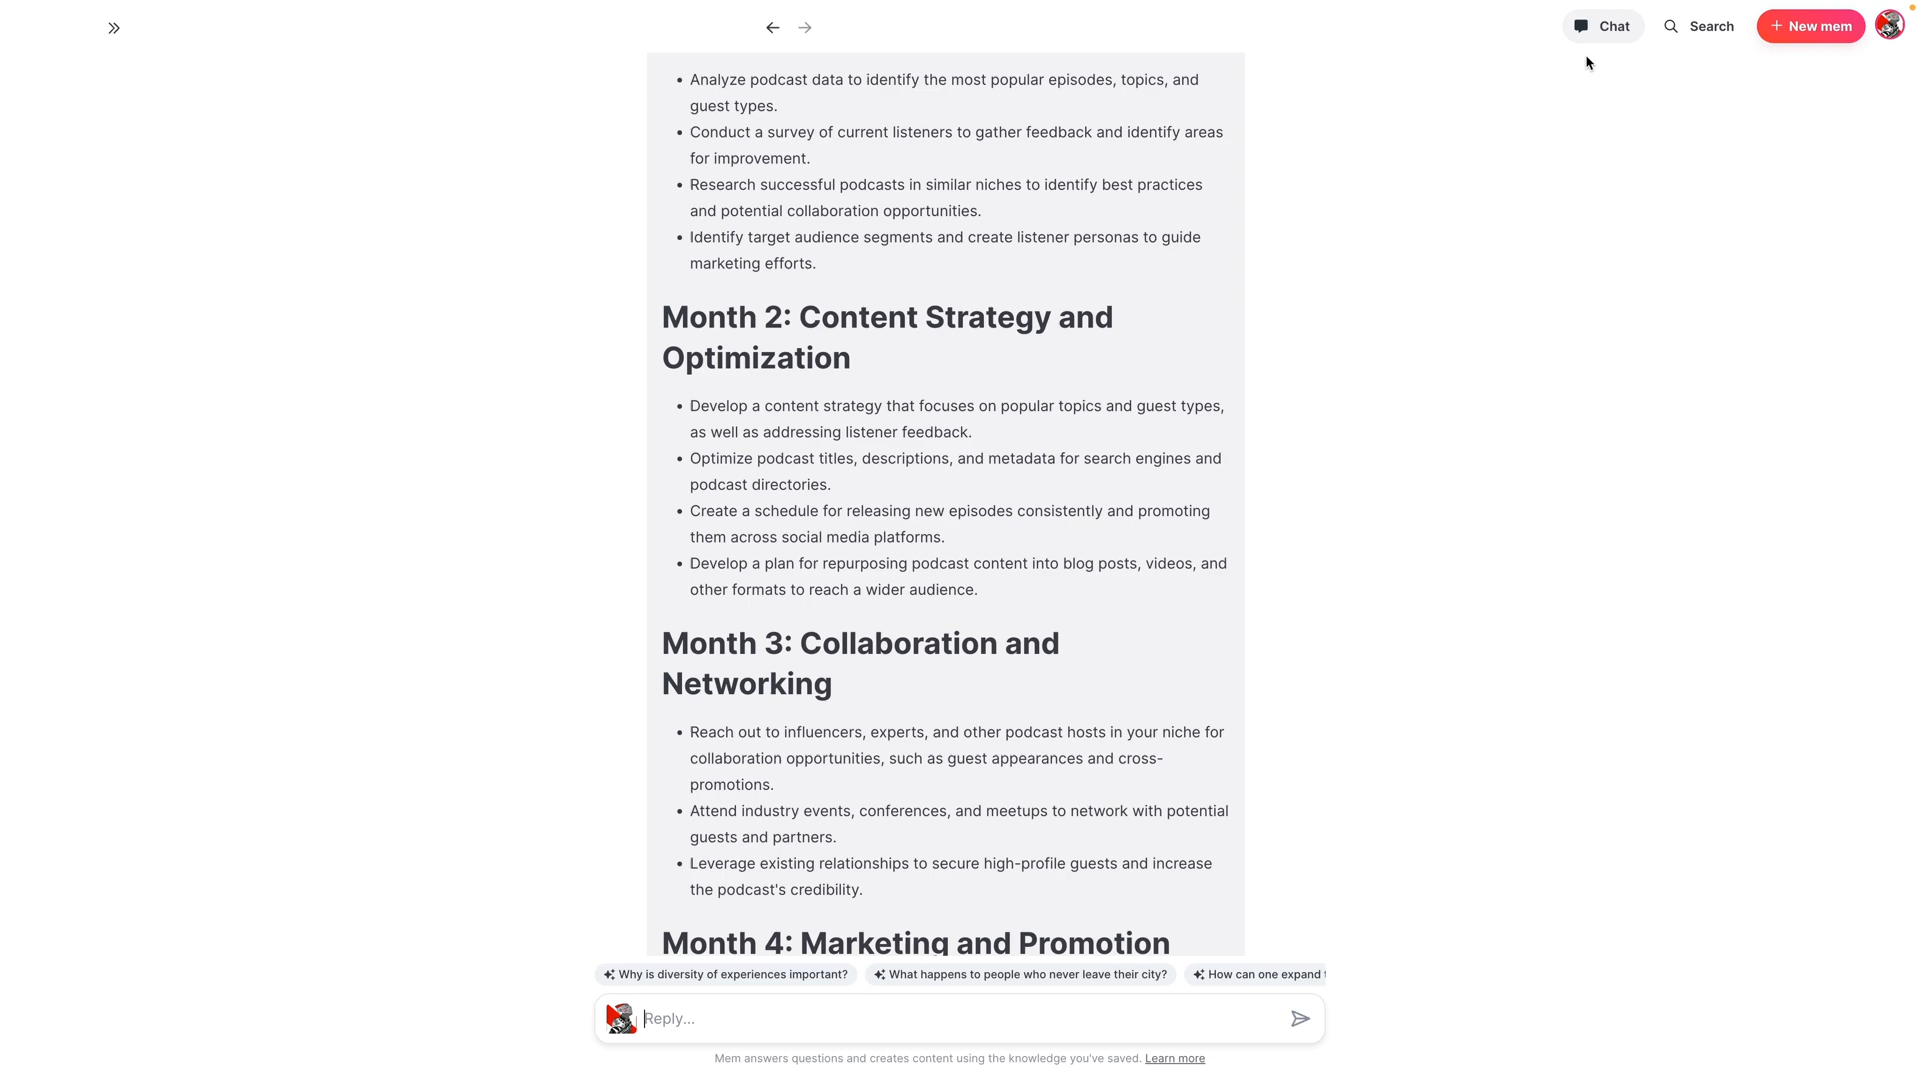 Chat
Search
+ New mem
• Analyze podcast data to identify the most popular episodes, topics, and
guest types.
• Conduct a survey of current listeners to gather feedback and identify areas
for improvement.
• Research successful podcasts in similar niches to identify best practices
and potential collaboration opportunities.
• Identify target audience segments and create listener personas to guide
marketing efforts.
Month 2: Content Strategy and
Optimization
• Develop a content strategy that focuses on popular topics and guest types,
as well as addressing listener feedback.
• Optimize podcast titles, descriptions, and metadata for search engines and
podcast directories.
• Create a schedule for releasing new episodes consistently and promoting
them across social media platforms.
• Develop a plan for repurposing podcast content into blog posts, videos, and
other formats to reach a wider audience.
Month 3: Collaboration and
Networking
• Reach out to influencers, experts, and other podcast hosts in your niche for
collaboration opportunities, such as guest appearances and cross-
promotions.
• Attend industry events, conferences, and meetups to network with potential
guests and partners.
• Leverage existing relationships to secure high-profile guests and increase
the podcast's credibility.
Month 4: Marketing and Promotion
Why is diversity of experiences important?
What happens to people who never leave their city?
How can one expand
Reply...
Mem answers questions and creates content using the knowledge you've saved. Learn more